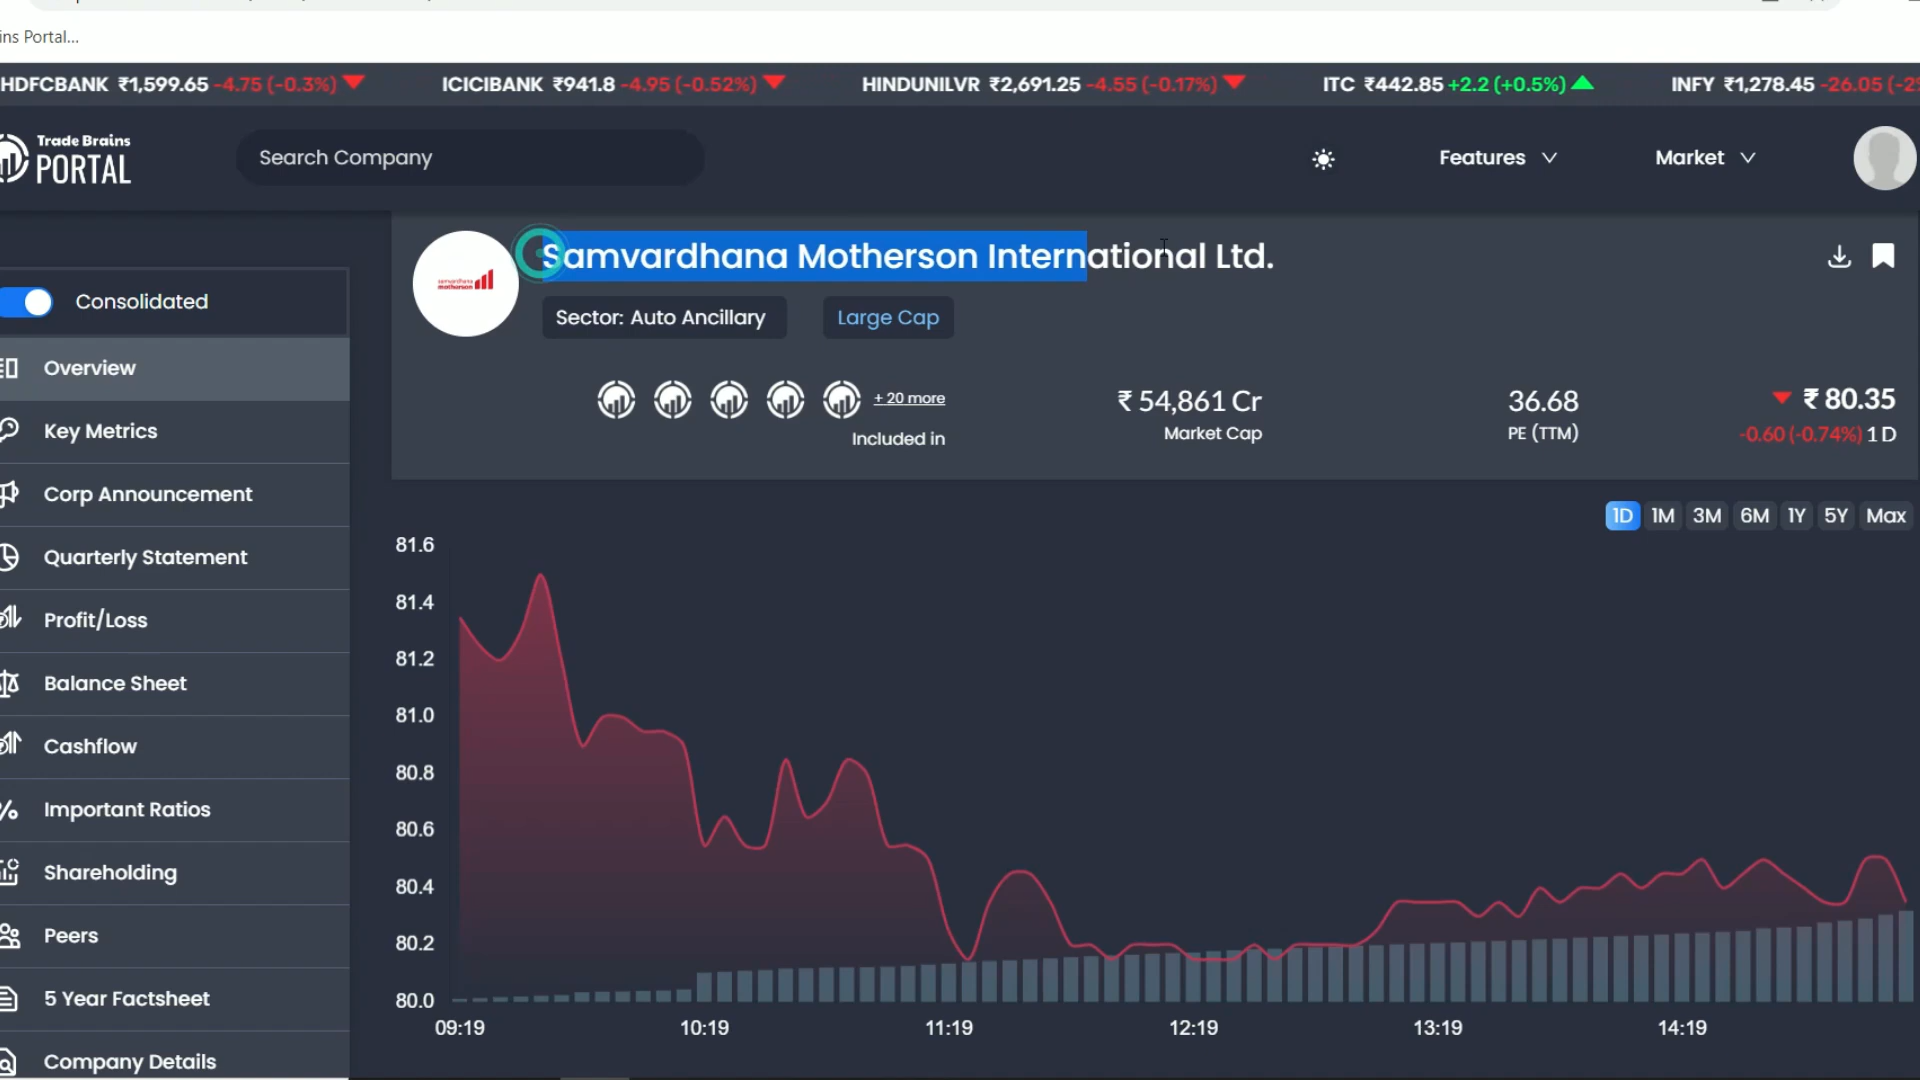 ins Portal...
HDFCBANK ₹1,599.65 -4.75 (-0.3%) ICICIBANK ₹941.8 -4.95 (-0.52%) HINDUNILVR ₹2,691.25 -4.55 (-0.17%) ITC ₹442.85 +2.2 (+0.5%) INFY ₹1,278.45 -26.05 (-2
Trade Brains
PORTAL
Search Company
Features
Market
samvardhana
motherson
Samvardhana Motherson International Ltd.
Sector: Auto Ancillary
Large Cap
+ 20 more
Included in
₹ 54,861 Cr
Market Cap
36.68
PE (TTM)
₹ 80.35
-0.60 (-0.74%) 1 D
Consolidated
Overview
Key Metrics
Corp Announcement
Quarterly Statement
Profit/Loss
Balance Sheet
Cashflow
Important Ratios
Shareholding
Peers
5 Year Factsheet
Company Details
1D 1M 3M 6M 1Y 5Y Max
81.6
81.4
81.2
81.0
80.8
80.6
80.4
80.2
80.0
09:19 10:19 11:19 12:19 13:19 14:19